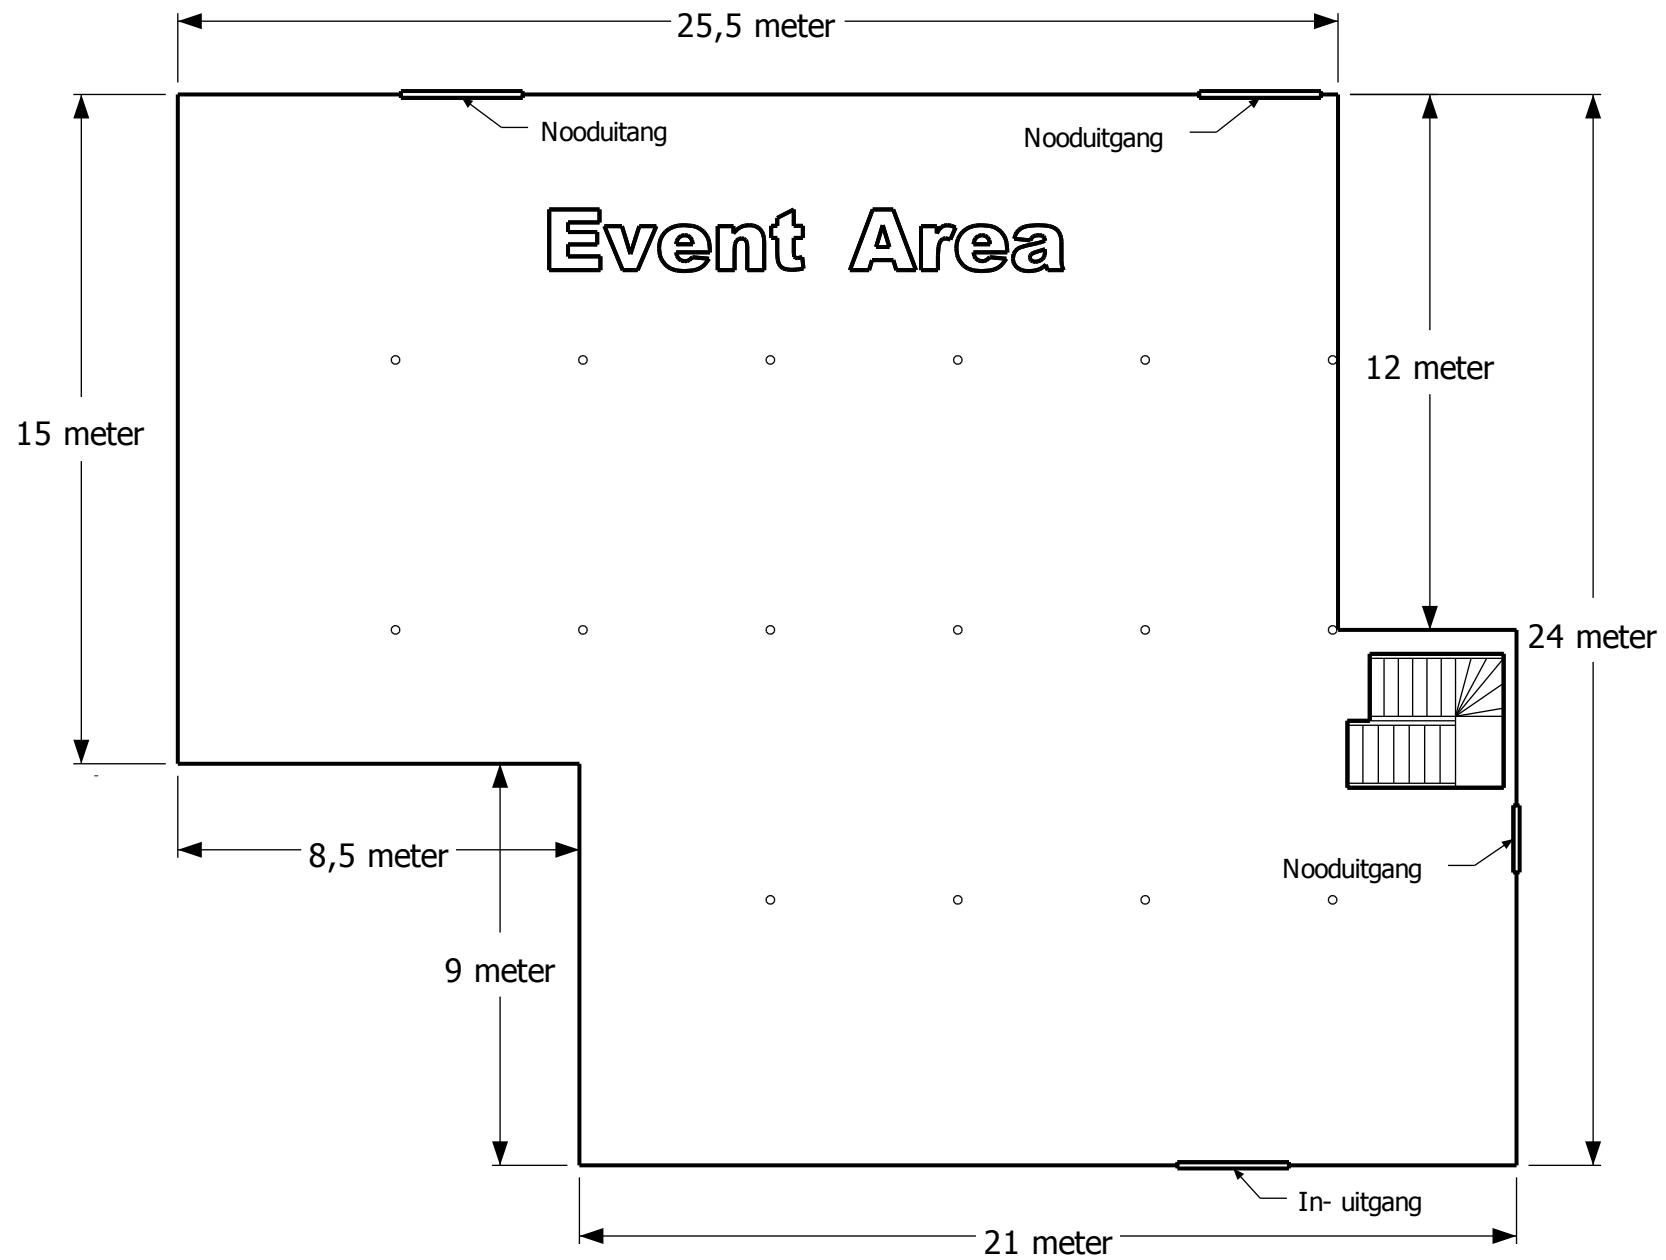 25,5 meter
Nooduitang
Nooduitgang
Event Area
12 meter
15 meter
24 meter
8,5 meter
Nooduitgang
9 meter
In- uitgang
21 meter